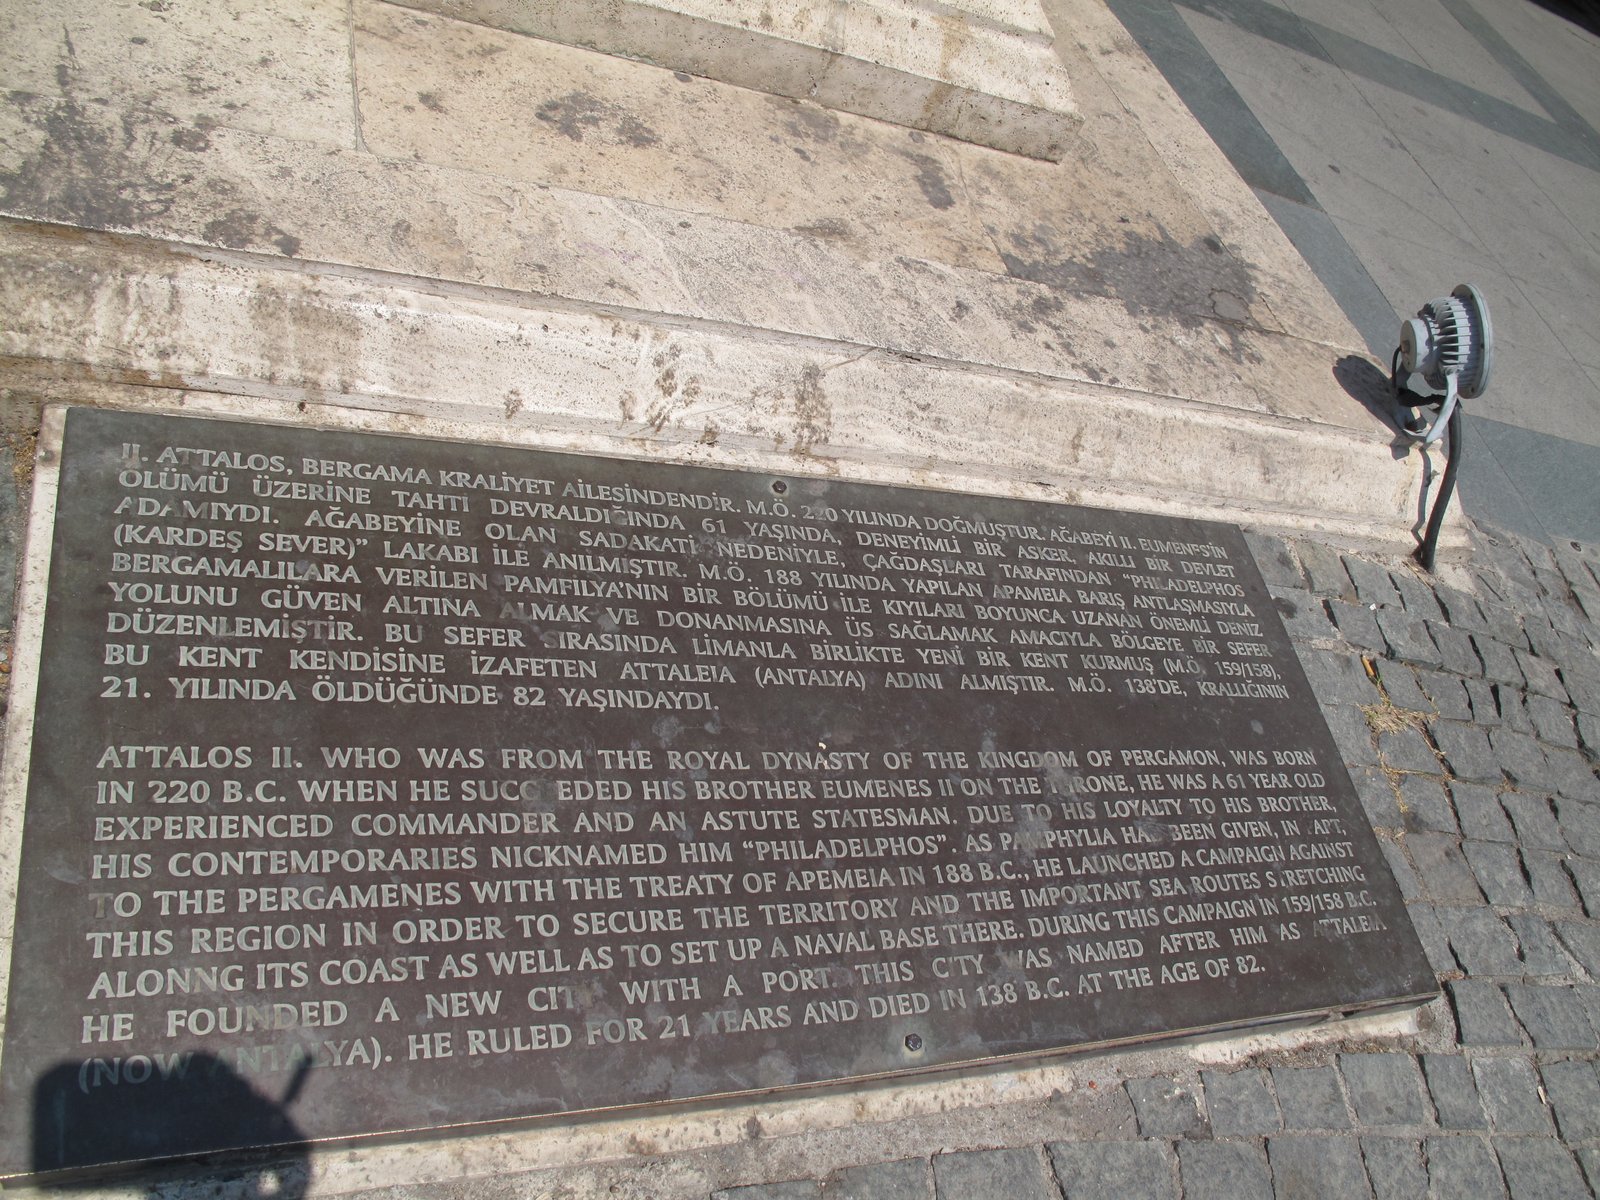 II. ATTALOS, BERGAMA KRALİYET AİLESİNDENDİR. M.Ö. 220 YILINDA DOĞMUŞTUR. AĞABEYİ II. EUMENES'İN
ÖLÜMÜ ÜZERİNE TAHTI DEVRALDIĞINDA 61 YAŞINDA, DENEYİMLİ BİR ASKER, AKILLI BİR DEVLET
ADAMIYDI. AĞABEYİNE OLAN SADAKATİ NEDENİYLE, ÇAĞDAŞLARI TARAFINDAN "PHILADELPHOS
(KARDEŞ SEVER)" LAKABI İLE ANILMIŞTIR. M.Ö. 188 YILINDA YAPILAN APAMEIA BARIŞ ANTLAŞMASIYLA
BERGAMALILARA VERİLEN PAMFİLYA'NIN BİR BÖLÜMÜ İLE KIYILARI BOYUNCA UZANAN ÖNEMLİ DENİZ
YOLUNU GÜVEN ALTINA ALMAK VE DONANMASINA ÜS SAĞLAMAK AMACIYLA BÖLGEYE BİR SEFER
DÜZENLEMİŞTİR. BU SEFER SIRASINDA LİMANLA BİRLİKTE YENİ BİR KENT KURMUŞ (M.Ö. 159/158),
BU KENT KENDİSİNE İZAFETEN ATTALEIA (ANTALYA) ADINI ALMIŞTIR. M.Ö. 138'DE, KRALLIĞININ
21. YILINDA ÖLDÜĞÜNDE 82 YAŞINDAYDI.
ATTALOS II. WHO WAS FROM THE ROYAL DYNASTY OF THE KINGDOM OF PERGAMON, WAS BORN
IN 220 B.C. WHEN HE SUCCEEDED HIS BROTHER EUMENES II ON THE THRONE, HE WAS A 61 YEAR OLD
EXPERIENCED COMMANDER AND AN ASTUTE STATESMAN. DUE TO HIS LOYALTY TO HIS BROTHER,
HIS CONTEMPORARIES NICKNAMED HIM "PHILADELPHOS". AS PAMPHYLIA HAD BEEN GIVEN, IN PAPT,
TO THE PERGAMENES WITH THE TREATY OF APEMEIA IN 188 B.C., HE LAUNCHED A CAMPAIGN AGAINST
THIS REGION IN ORDER TO SECURE THE TERRITORY AND THE IMPORTANT SEA ROUTES STRETCHING
ALONNG ITS COAST AS WELL AS TO SET UP A NAVAL BASE THERE. DURING THIS CAMPAIGN IN 159/158 B.C.
HE FOUNDED A NEW CITY WITH A PORT. THIS CITY WAS NAMED AFTER HIM AS ATTALEIA
(NOW ANTALYA). HE RULED FOR 21 YEARS AND DIED IN 138 B.C. AT THE AGE OF 82.